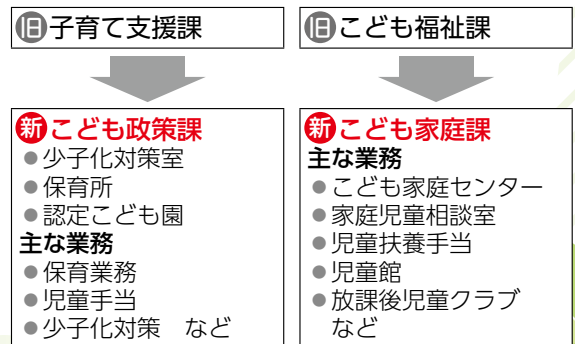 旧子育て支援課
旧こども福祉課
新こども政策課
●少子化対策室
●保育所
●認定こども園
主な業務
●保育業務
●児童手当
●少子化対策　など
新こども家庭課
主な業務
●こども家庭センター
●家庭児童相談室
●児童扶養手当
●児童館
●放課後児童クラブ
など